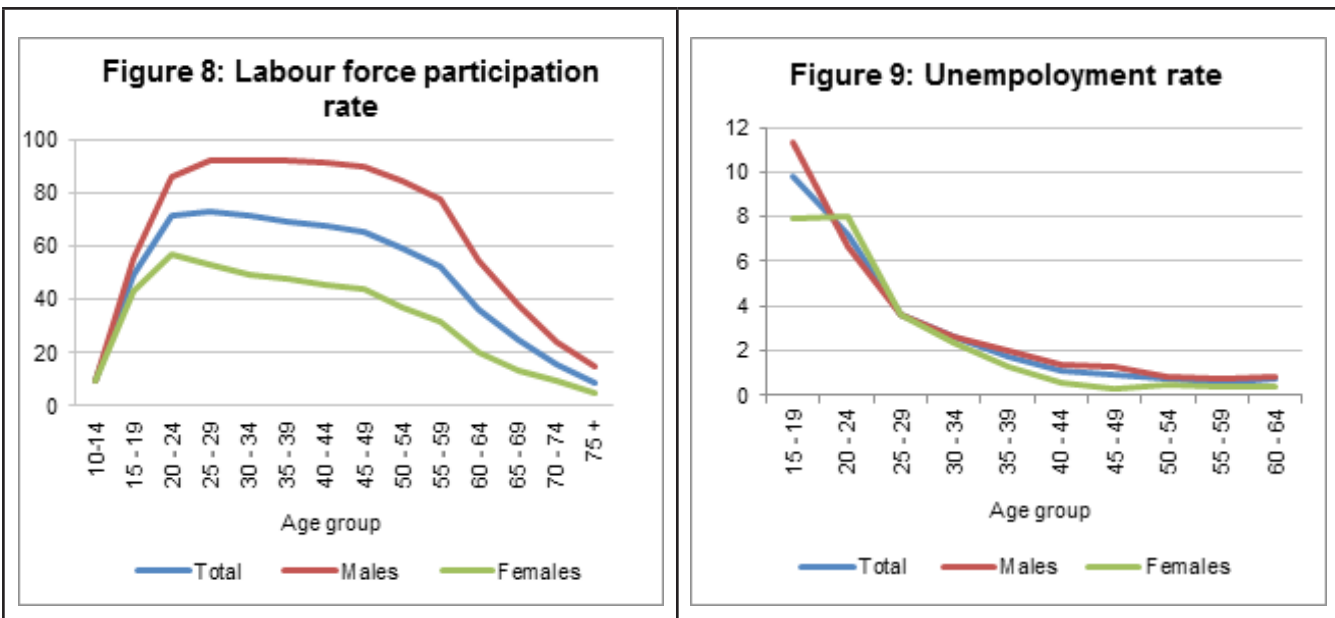 Figure 8: Labour force participation
rate
100
80
60
40
20
0
10-14
15 - 19
20 - 24
25 - 29
30 - 34
35 - 39
40 - 44
45 - 49
50 - 54
55 - 59
60 - 64
65 - 69
70 - 74
75 +
Age group
Total Males Females
Figure 9: Unempoloyment rate
12
10
8
6
4
2
0
15 - 19
20 - 24
25 - 29
30 - 34
35 - 39
40 - 44
45 - 49
50 - 54
55 - 59
60 - 64
Age group
Total Males Females